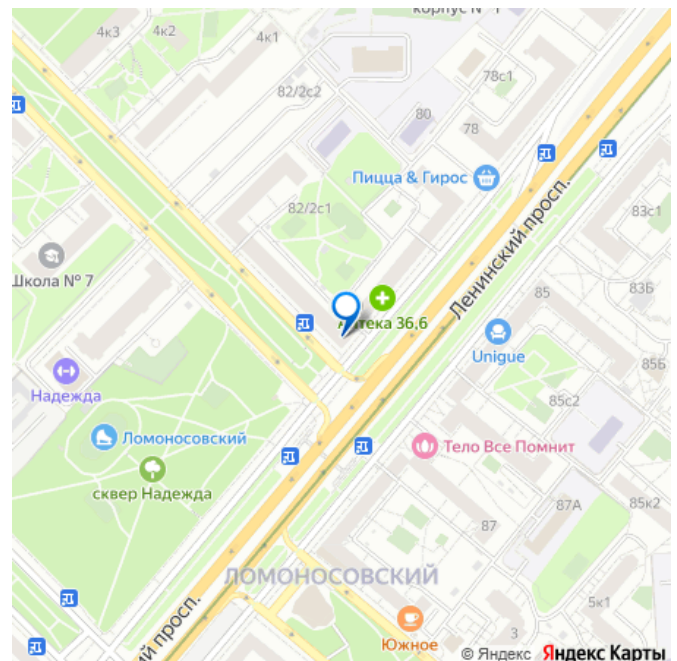 корпус № 1
4к3
4к2
4к1
78с1
82/2с2
80
78
Пицца & Гирос
Ленинский просп.
83с1
82/2с1
Школа № 7
85
83Б
Аптека 36,6
Unigue
85Б
Надежда
85с2
Ломоносовский
Тело Все Помнит
сквер Надежда
87А
85к2
87
ЛОМОНОСОВСКИЙ
5к1
3
ий просп.
Южное
© Яндекс Яндекс Карты